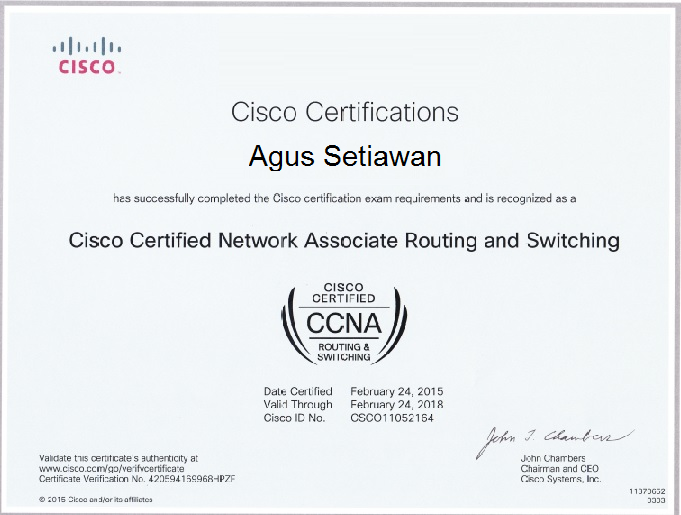 CISCO
Cisco Certifications
Agus Setiawan
has successfully completed the Cisco certification exam requirements and is recognized as a
Cisco Certified Network Associate Routing and Switching
CISCO
CERTIFIED
CCNA
ROUTING &
SWITCHING
Date Certified February 24, 2015
Valid Through February 24, 2018
Cisco ID No. CSCO11052164
John T. Chambers
Validate this certificate's authenticity at
www.cisco.com/go/verifycertificate
Certificate Verification No. 420594169968HPZF
John Chambers
Chairman and CEO
Cisco Systems, Inc.
© 2015 Cisco and/or its affiliates
11370652
0303